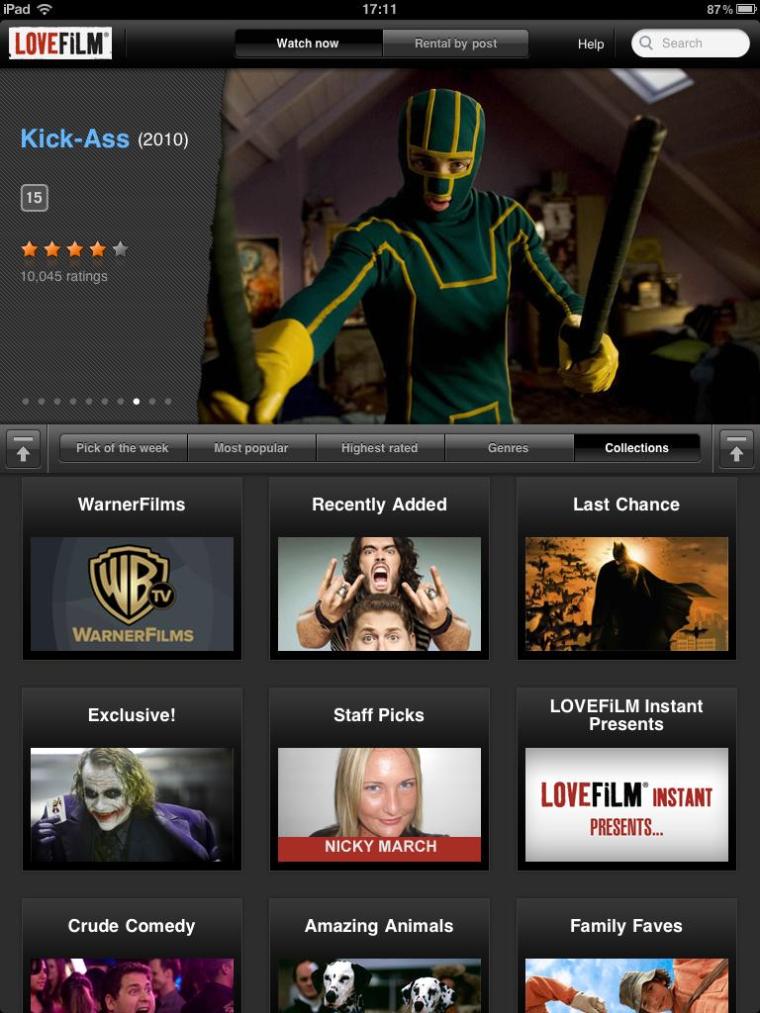 iPad 17:11 87%
LOVEFiLM® Watch now Rental by post Help Search
Kick-Ass (2010)
15
10,045 ratings
Pick of the week Most popular Highest rated Genres Collections
WarnerFilms Recently Added Last Chance
WB TV
WARNERFILMS
Exclusive! Staff Picks LOVEFiLM Instant
Presents
LOVEFiLM® INSTANT
PRESENTS...
NICKY MARCH
Crude Comedy Amazing Animals Family Faves